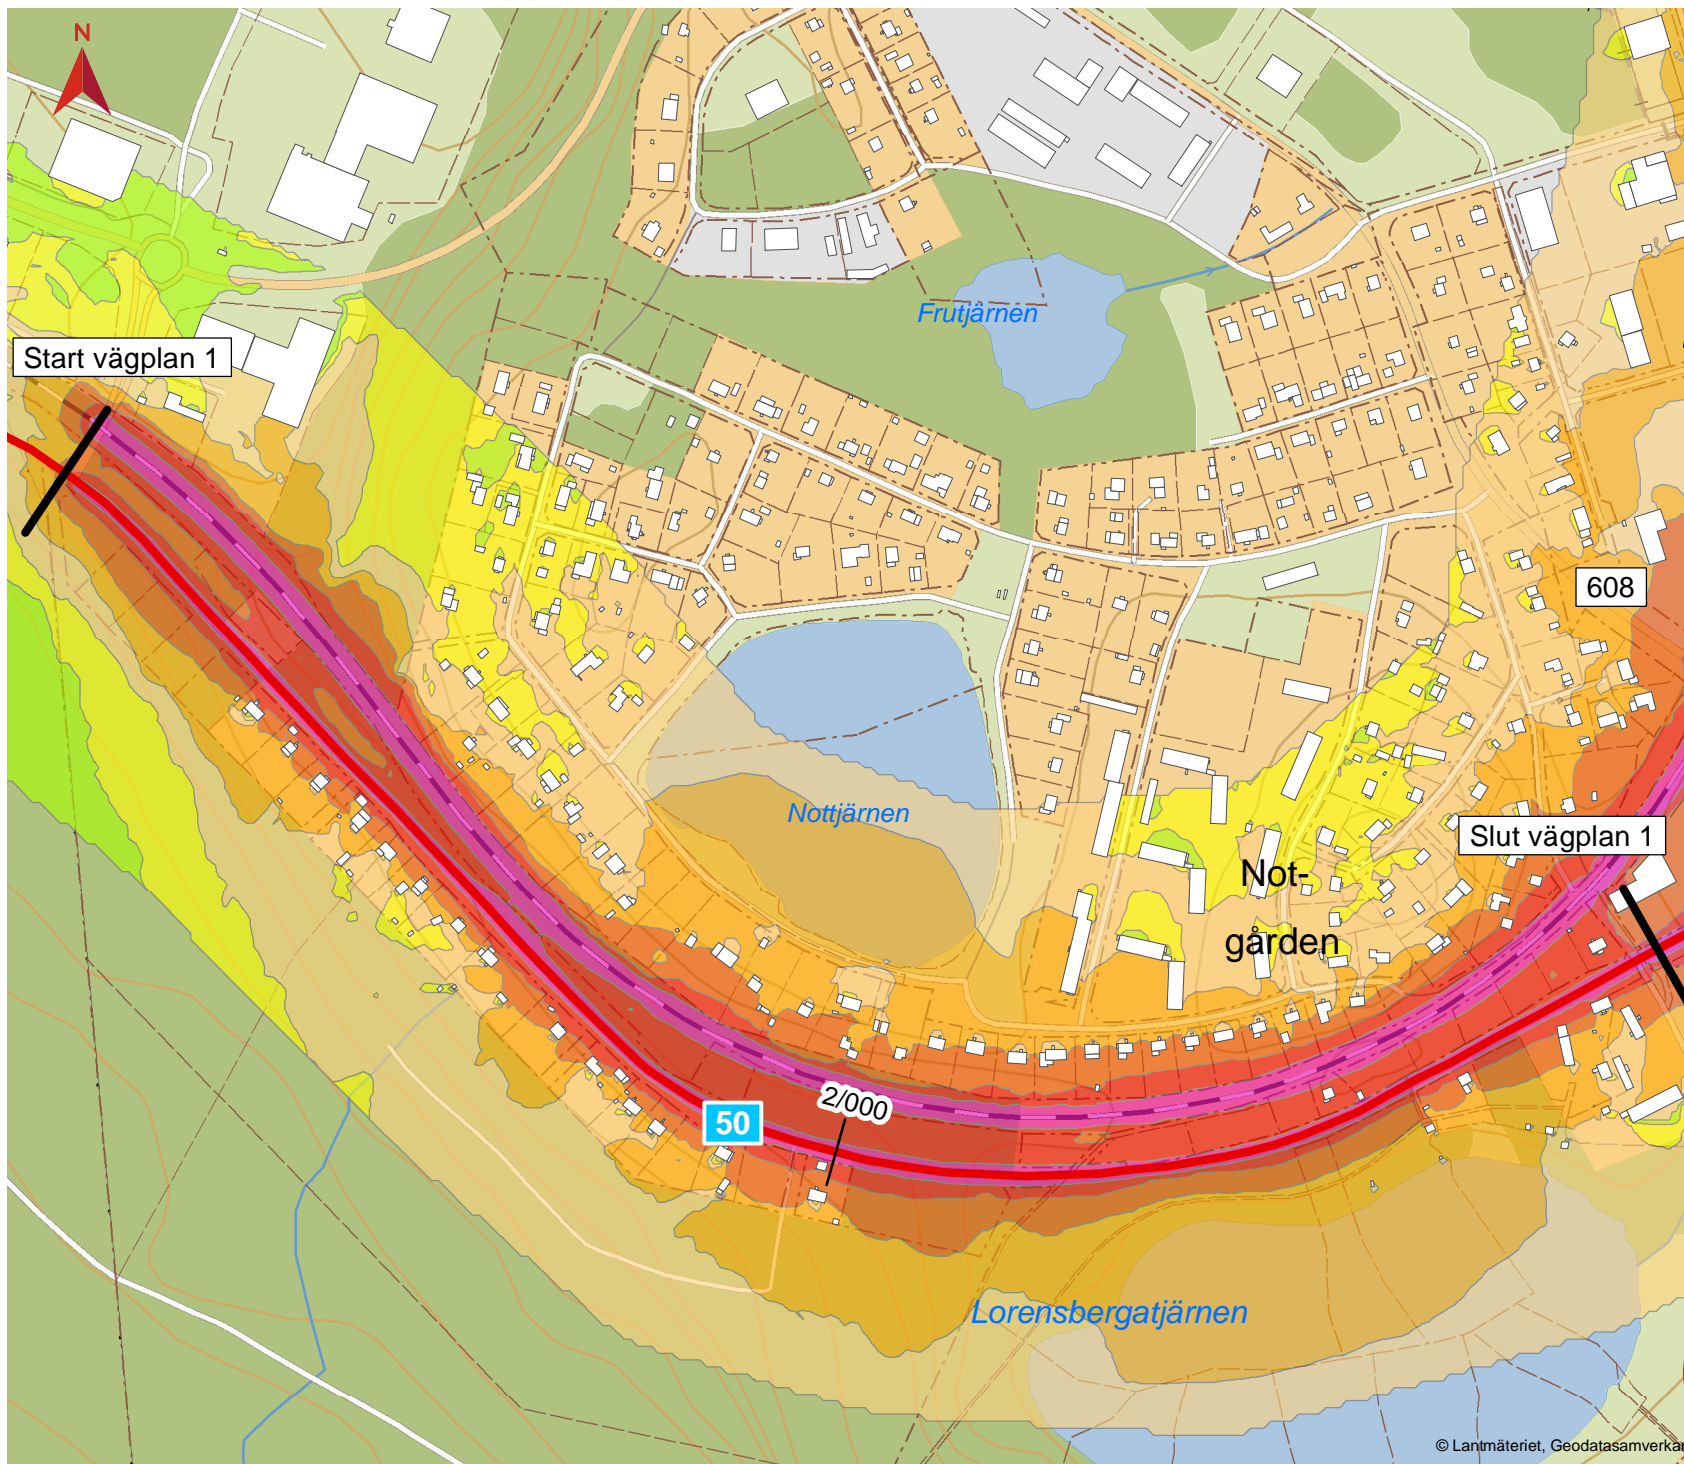 N
Frutjärnen
Start vägplan 1
608
Nottjärnen
Slut vägplan 1
Not-
gården
2/000
50
Lorensbergatjärnen
© Lantmäteriet, Geodatasamverkan